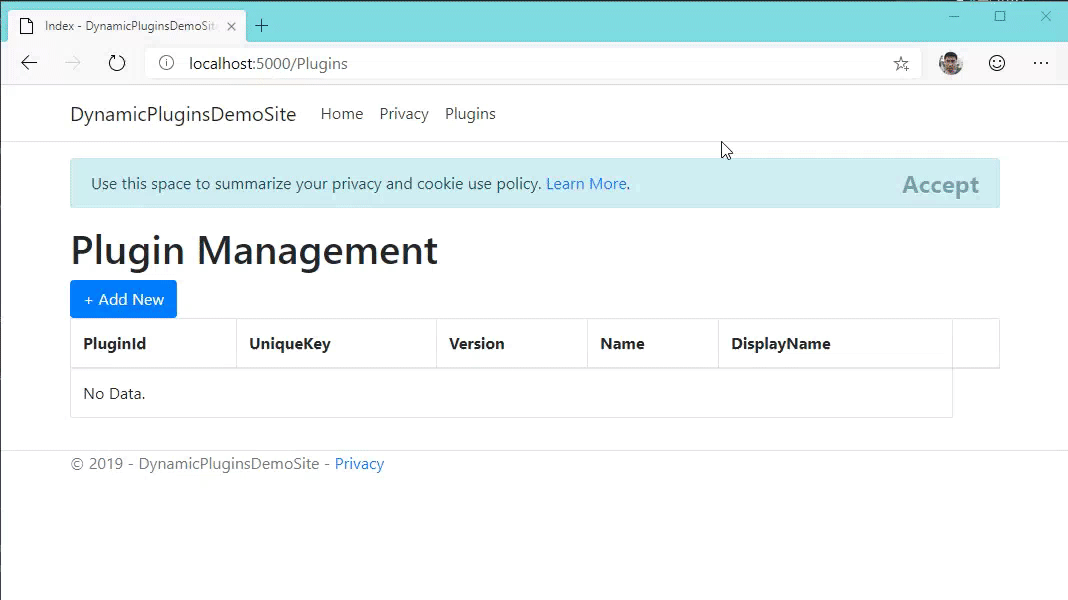 Index - DynamicPluginsDemoSit
localhost:5000/Plugins
DynamicPluginsDemoSite Home Privacy Plugins
Use this space to summarize your privacy and cookie use policy. Learn More. Accept
Plugin Management
+ Add New
PluginId UniqueKey Version Name DisplayName
No Data.
© 2019 - DynamicPluginsDemoSite - Privacy